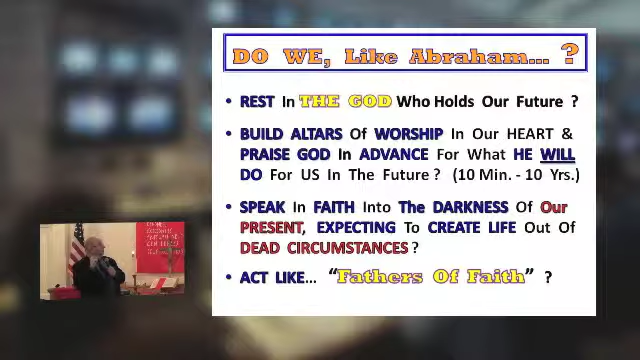 DO WE, Like Abraham... ?
• REST In THE GOD Who Holds Our Future ?
• BUILD ALTARS Of WORSHIP In Our HEART &
PRAISE GOD In ADVANCE For What HE WILL
DO For US In The Future ? (10 Min. - 10 Yrs.)
• SPEAK In FAITH Into The DARKNESS Of Our
PRESENT, EXPECTING To CREATE LIFE Out Of
DEAD CIRCUMSTANCES ?
• ACT LIKE... “Fathers Of Faith” ?